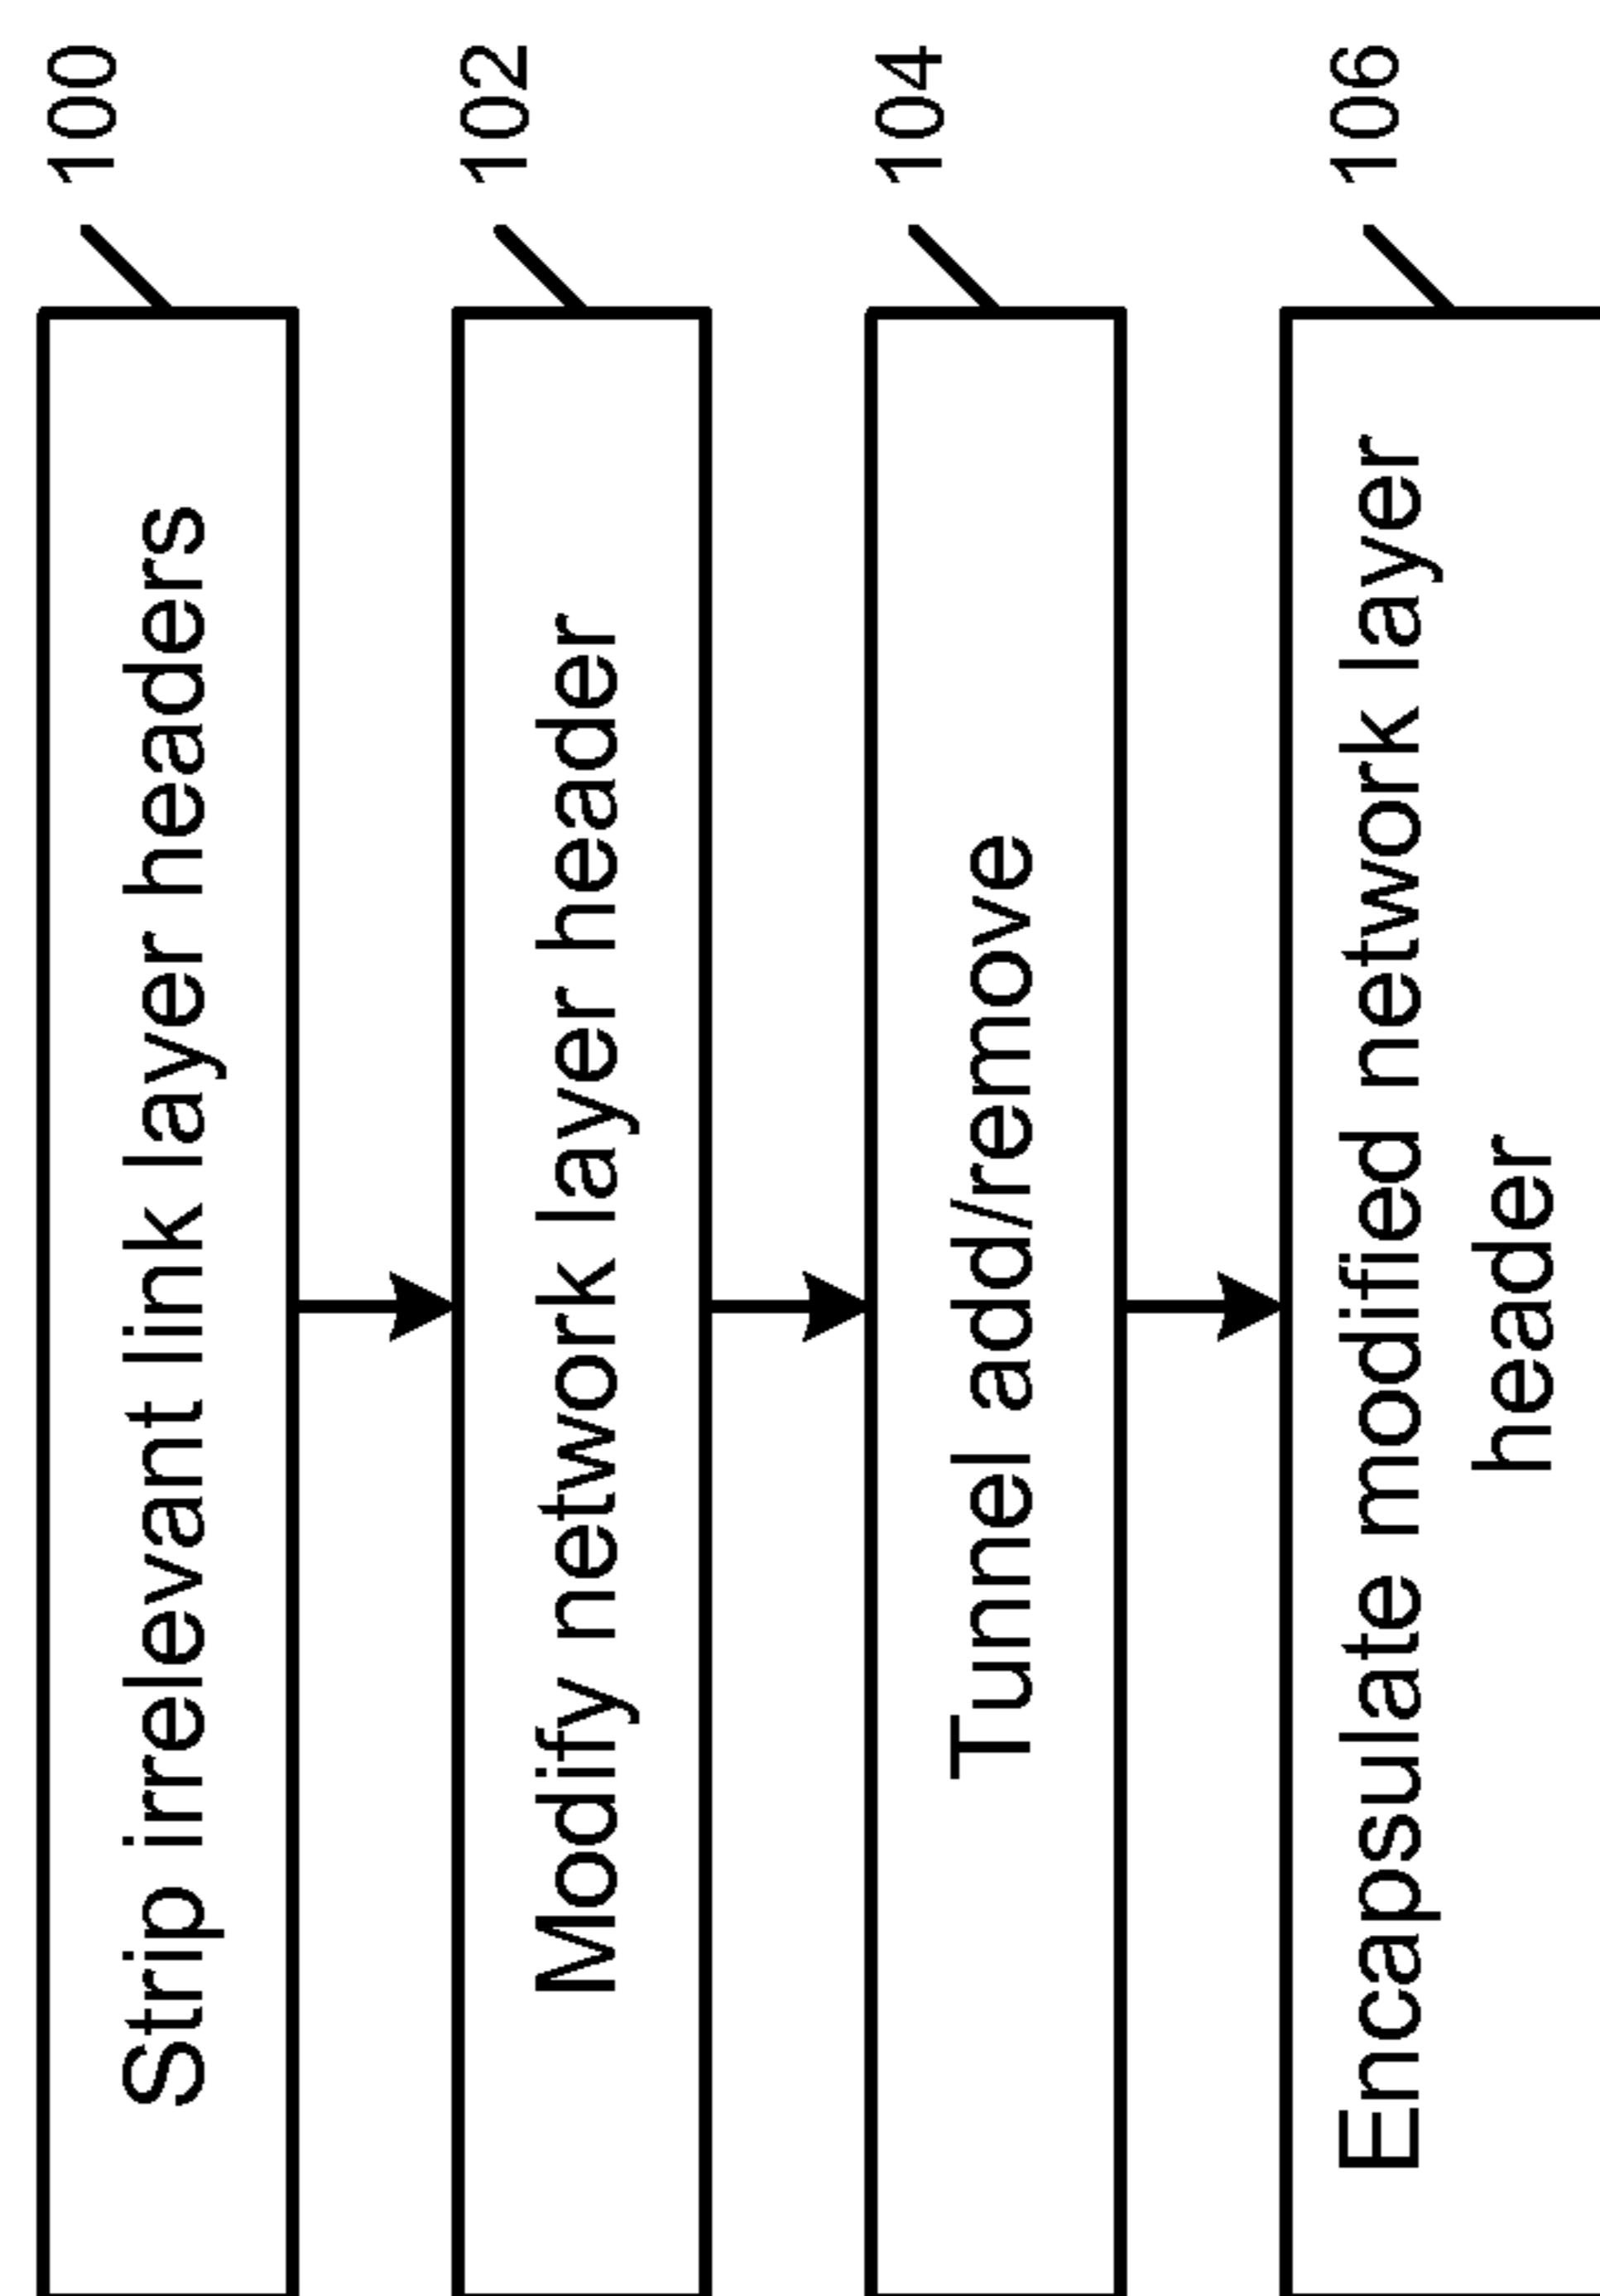 Strip irrelevant link layer headers
100
Modify network layer header
102
Tunnel add/remove
104
Encapsulate modified network layer
header
106